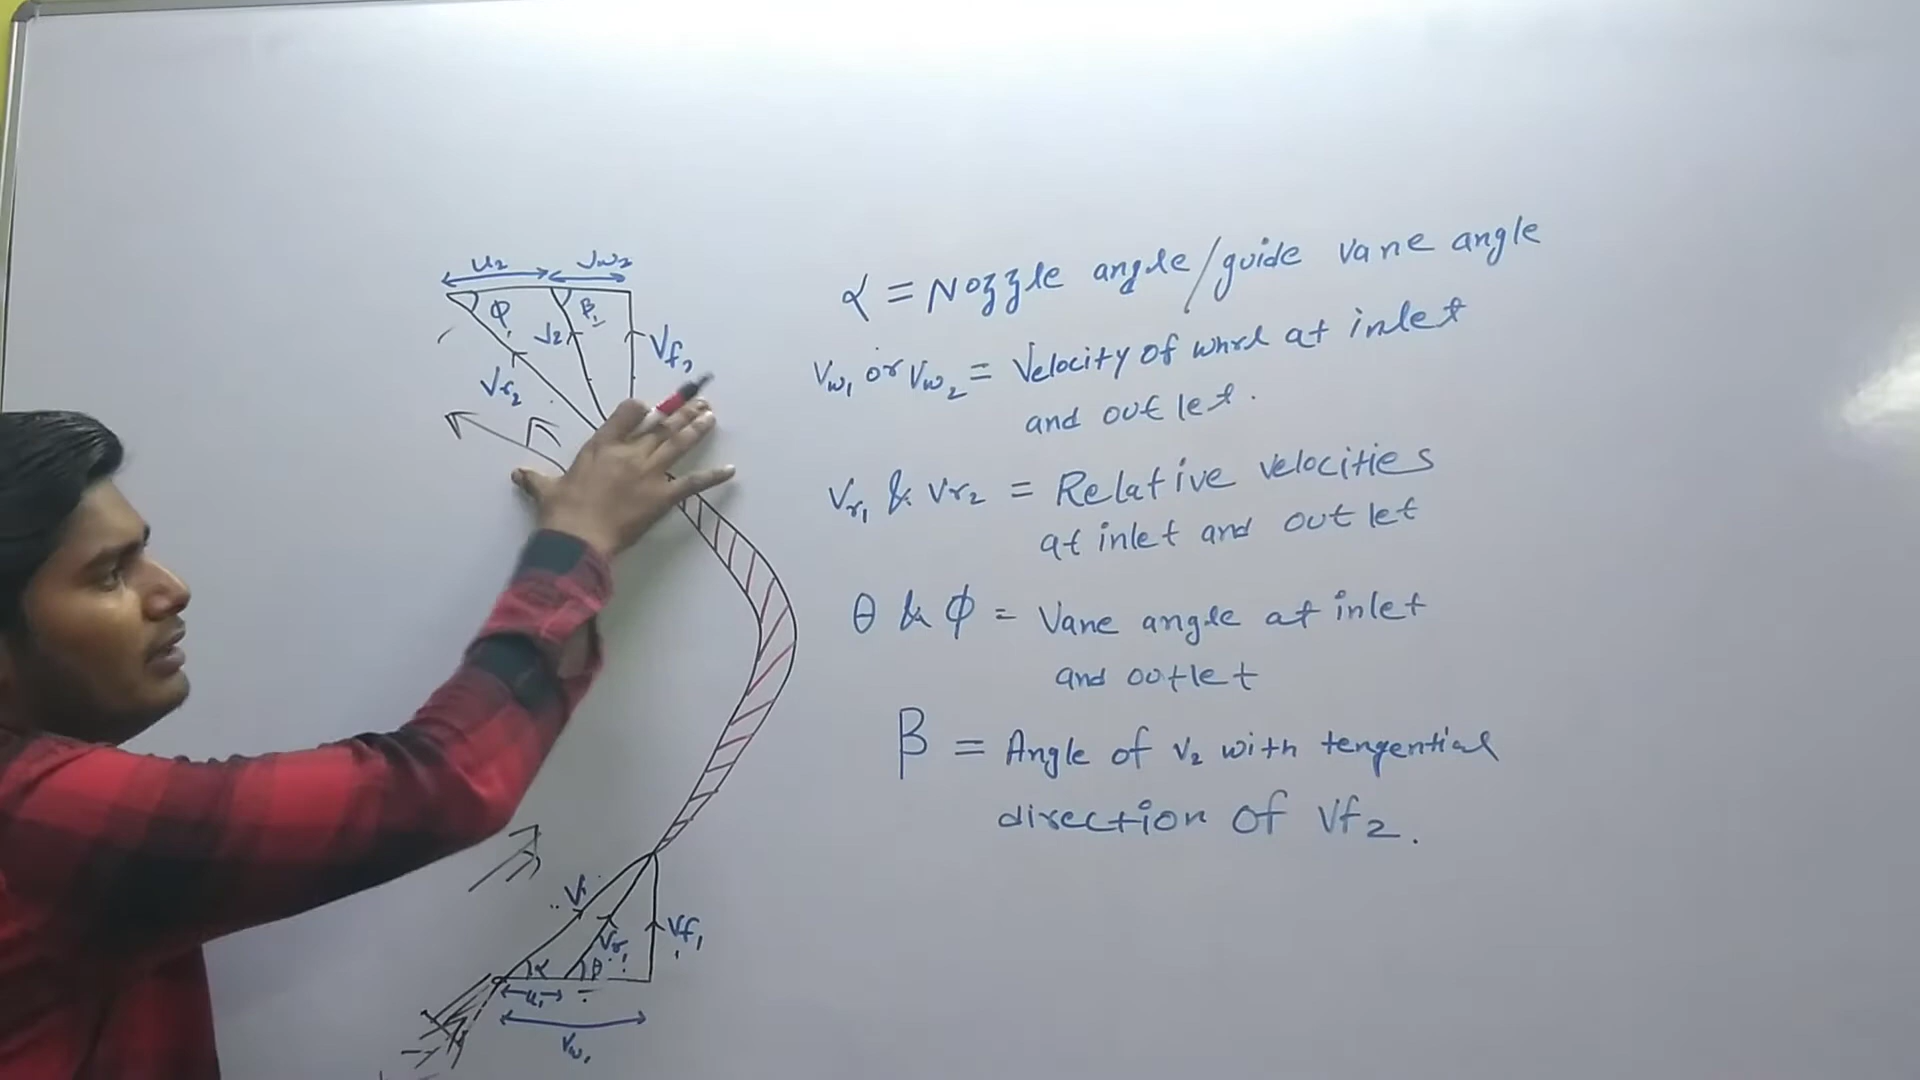 u2 Vw2
φ β1
V2
Vf2
Vr2
α = Nozzle angle/guide vane angle
Vw1 or Vw2 = Velocity of whirl at inlet
and outlet.
Vr1 & Vr2 = Relative velocities
at inlet and outlet
θ & φ = Vane angle at inlet
and outlet
β = Angle of V2 with tengential
direction of Vf2.
V1
Vr1 Vf1
α θ
u1
Vw1